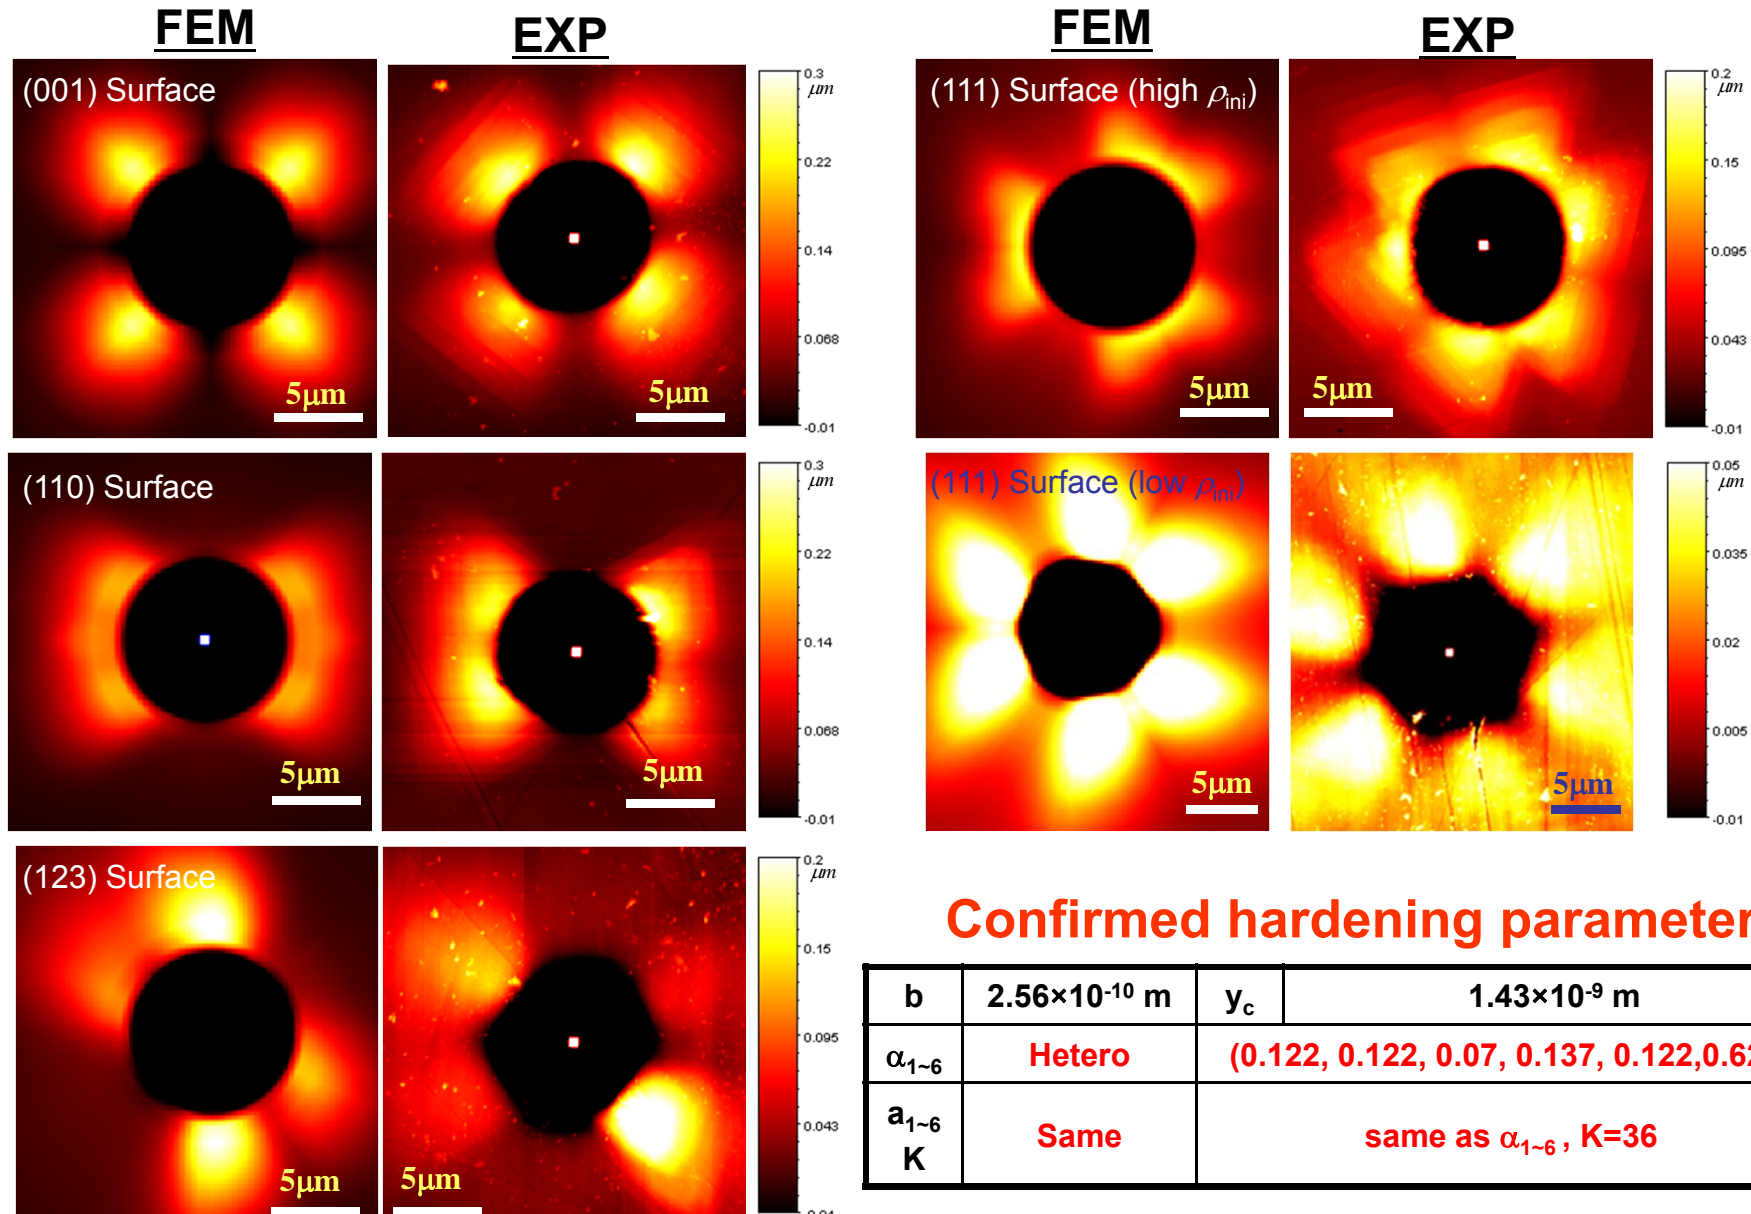 FEM
EXP
FEM
EXP
(001) Surface
5μm
5μm
0.3
μm
0.22
0.14
0.068
-0.01
(111) Surface (high ρini)
5μm
5μm
0.2
μm
0.15
0.095
0.043
-0.01
(110) Surface
5μm
5μm
0.3
μm
0.22
0.14
0.068
-0.01
(111) Surface (low ρini)
5μm
5μm
0.05
μm
0.035
0.02
0.005
-0.01
(123) Surface
5μm
5μm
0.2
μm
0.15
0.095
0.043
Confirmed hardening parameter
b 2.56×10-10 m yc 1.43×10-9 m
α1~6 Hetero (0.122, 0.122, 0.07, 0.137, 0.122,0.62
a1~6 K Same same as α1~6 , K=36